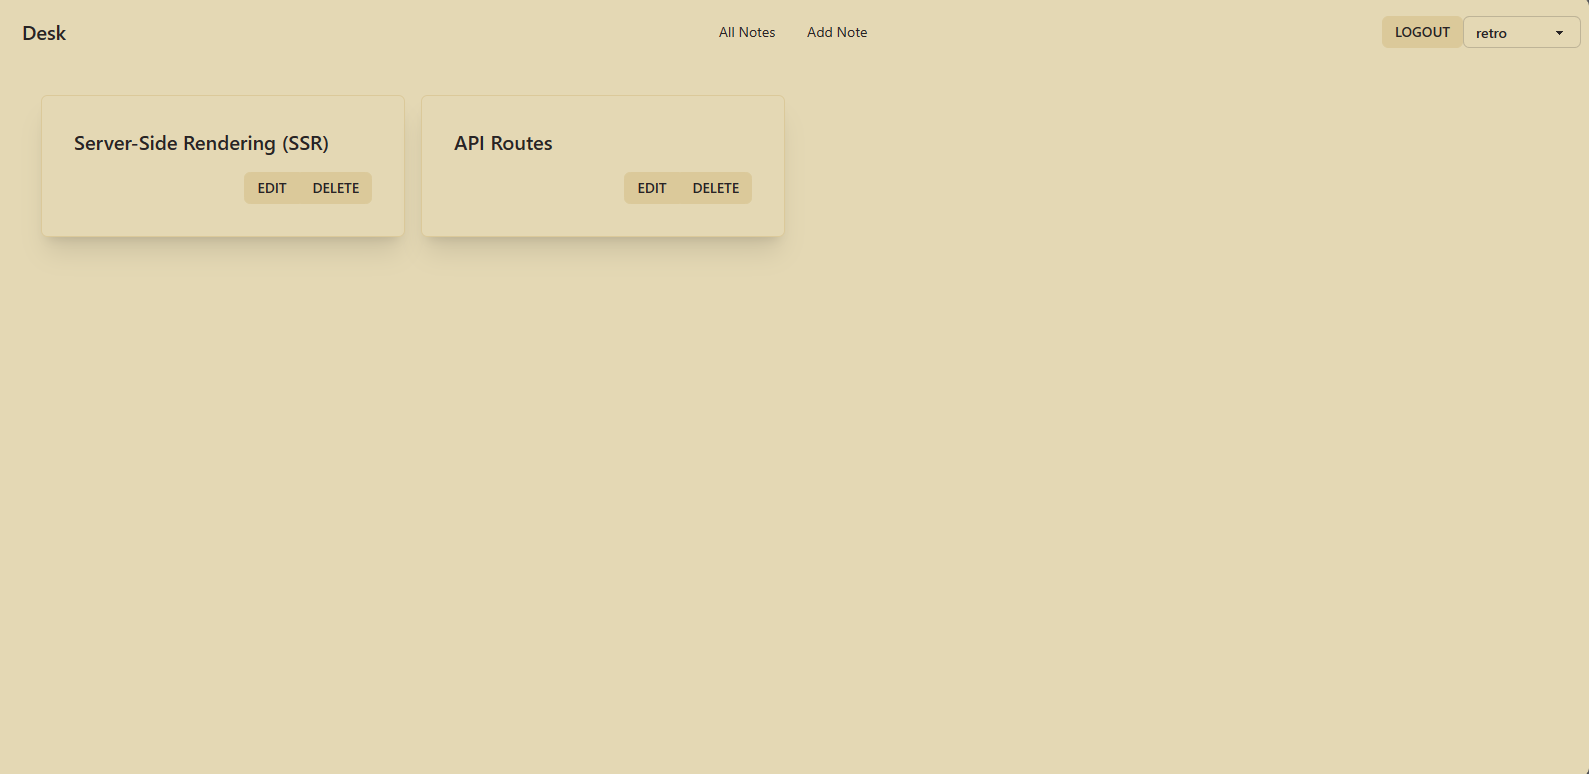 Desk
All Notes
Add Note
LOGOUT
retro
Server-Side Rendering (SSR)
EDIT
DELETE
API Routes
EDIT
DELETE